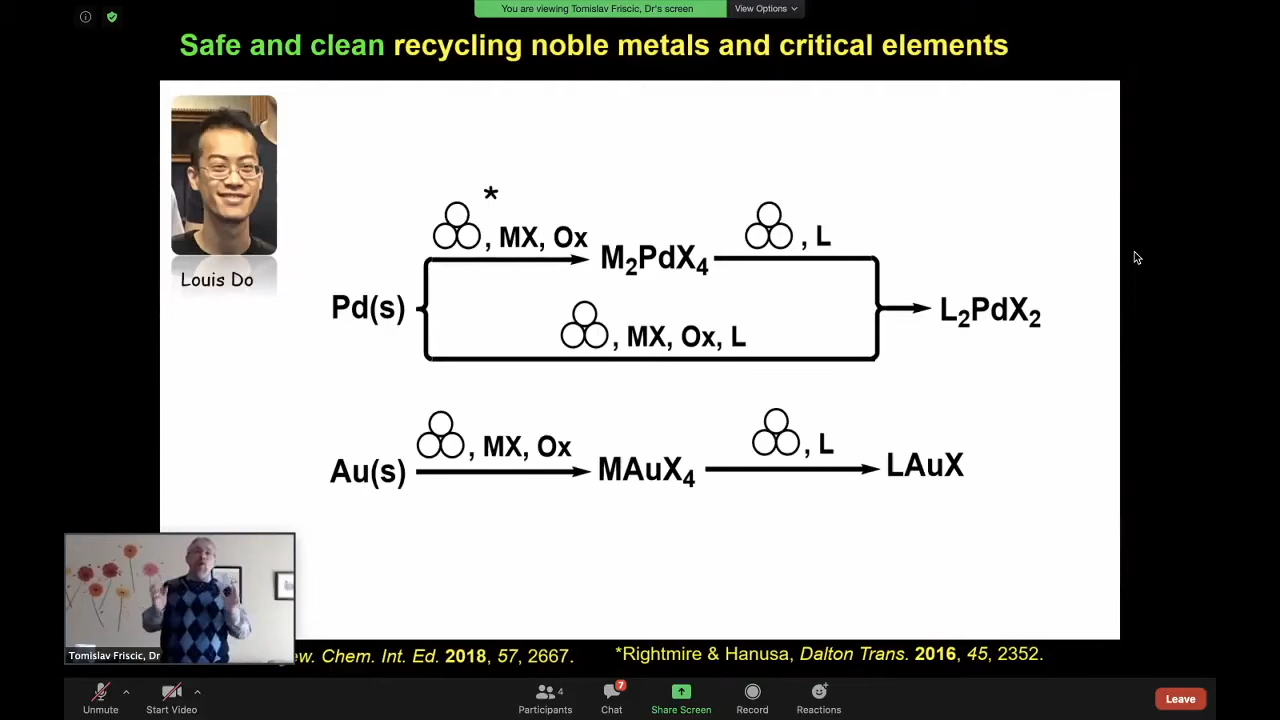 You are viewing Tomislav Friscic, Dr's screen
View Options
Safe and clean recycling noble metals and critical elements
Louis Do
*
, MX, Ox
M₂PdX₄
, L
Pd(s)
L₂PdX₂
, MX, Ox, L
, MX, Ox
, L
Au(s)
MAuX₄
LAuX
Tomislav Friscic, Dr
Chem. Int. Ed. 2018, 57, 2667.
*Rightmire & Hanusa, Dalton Trans. 2016, 45, 2352.
4
7
Unmute
Start Video
Participants
Chat
Share Screen
Record
Reactions
Leave